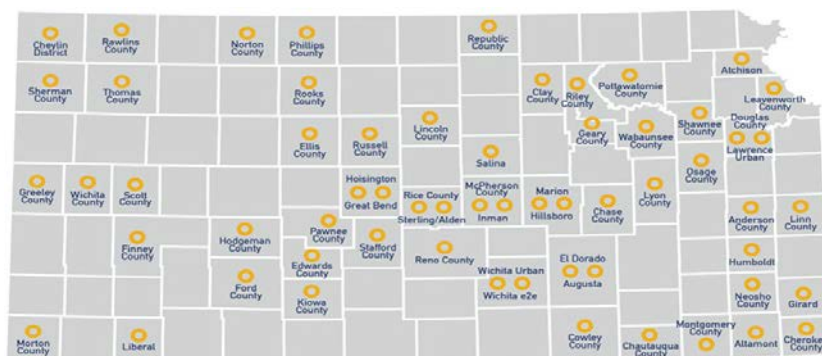 Cheylin
District
Rawlins
County
Norton
County
Phillips
County
Republic
County
Atchison
Sherman
County
Thomas
County
Rooks
County
Clay
County
Riley
County
Pottawatomie
County
Leavenworth
County
Lincoln
County
Geary
County
Wabaunsee
County
Shawnee
County
Douglas
County
Lawrence
Urban
Ellis
County
Russell
County
Salina
Osage
County
Greeley
County
Wichita
County
Scott
County
Hoisington
Great Bend
Rice County
Sterling/Alden
McPherson
County
Inman
Marion
Hillsboro
Chase
County
Lyon
County
Anderson
County
Linn
County
Finney
County
Hodgeman
County
Pawnee
County
Stafford
County
Reno County
Edwards
County
Wichita Urban
Wichita e2e
El Dorado
Augusta
Humboldt
Ford
County
Kiowa
County
Neosho
County
Girard
Morton
County
Liberal
Cowley
County
Chautauqua
County
Montgomery
County
Altamont
Cherokee
County